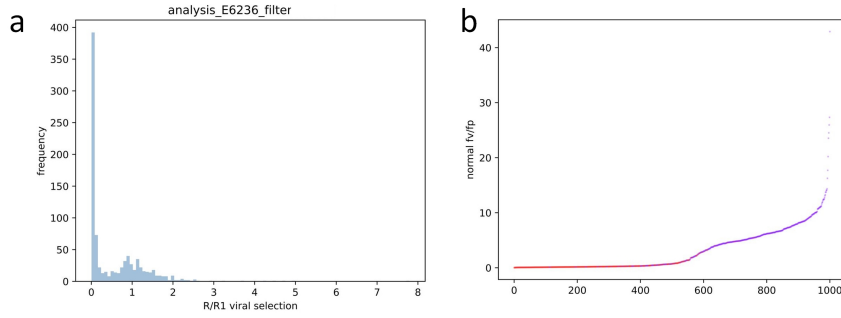 a
analysis_E6236_filter
frequency
400
350
300
250
200
150
100
50
0
0 1 2 3 4 5 6 7 8
R/R1 viral selection
b
normal fv/fp
40
30
20
10
0
0 200 400 600 800 1000